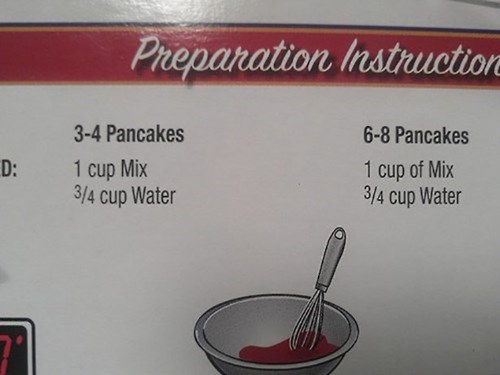 Preparation Instruction
3-4 Pancakes 6-8 Pancakes
ED: 1 cup Mix 1 cup of Mix
3/4 cup Water 3/4 cup Water